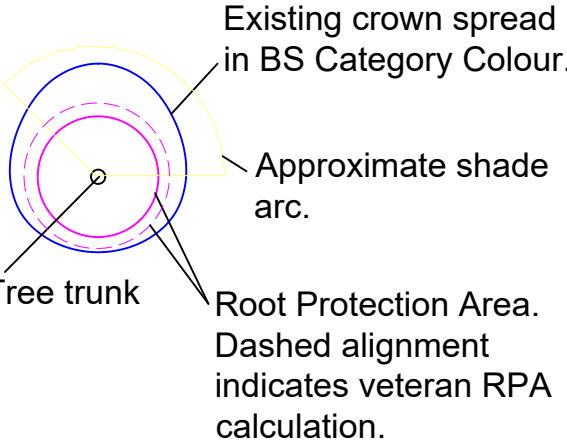 Existing crown spread
in BS Category Colour.
Approximate shade
arc.
Tree trunk
Root Protection Area.
Dashed alignment
indicates veteran RPA
calculation.